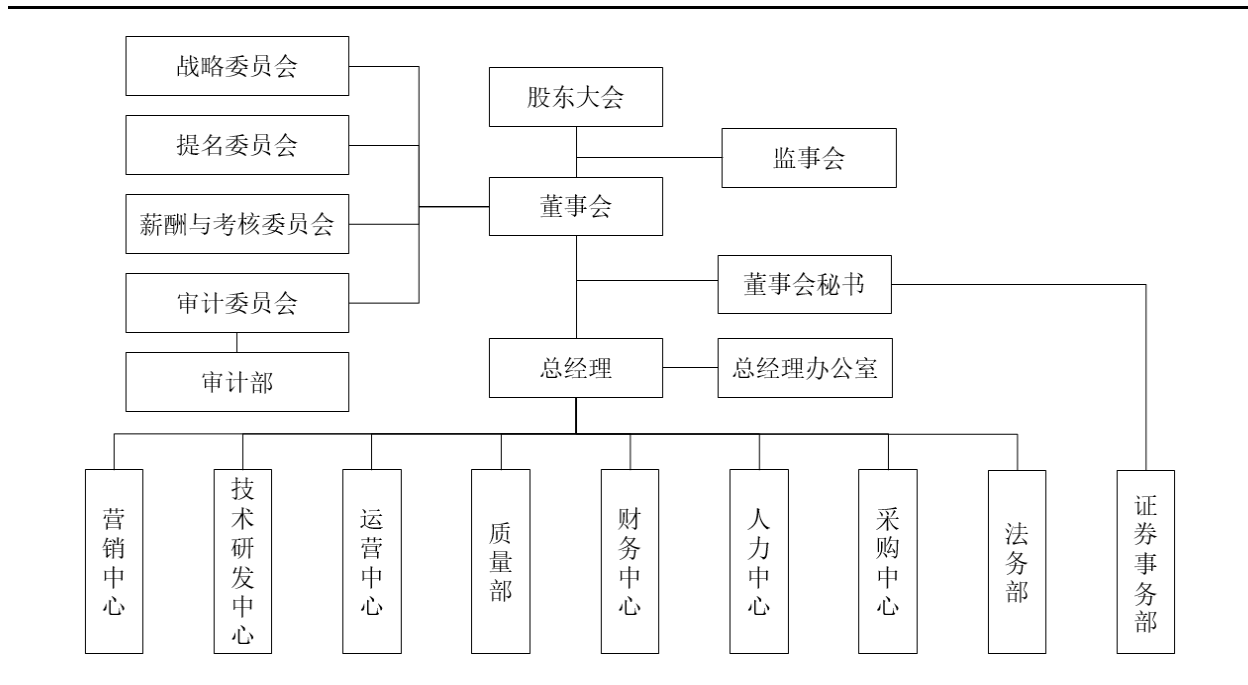 战略委员会
股东大会
提名委员会
监事会
董事会
薪酬与考核委员会
董事会秘书
审计委员会
总经理
总经理办公室
审计部
营销中心
技术研发中心
运营中心
质量部
财务中心
人力中心
采购中心
法务部
证券事务部